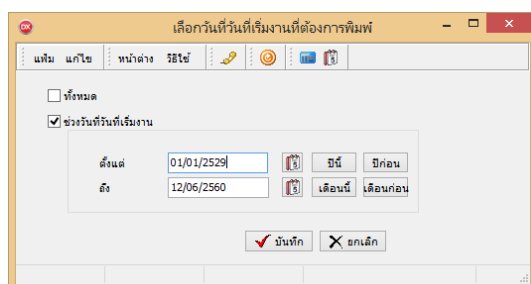 เลือกวันที่วันที่เริ่มงานที่ต้องการพิมพ์
แฟ้ม แก้ไข หน้าต่าง วิธีใช้
ทั้งหมด
ช่วงวันที่วันที่เริ่มงาน
ตั้งแต่ 01/01/2529 ปีนี้ ปีก่อน
ถึง 12/06/2560 เดือนนี้ เดือนก่อน
บันทึก ยกเลิก